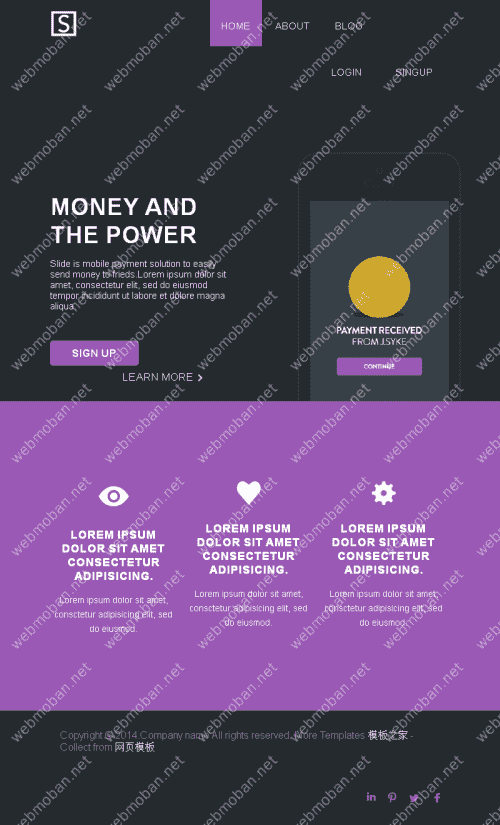 S
HOME ABOUT BLOG
LOGIN SINGUP
MONEY AND
THE POWER
Slide is mobile payment solution to easily
send money to frieds.Lorem ipsum dolor sit
amet, consectetur elit, sed do eiusmod
tempor incididunt ut labore et dolore magna
aliqua.
SIGN UP
LEARN MORE
PAYMENT RECEIVED
FROM J.SYKE
CONTINUE
LOREM IPSUM
DOLOR SIT AMET
CONSECTETUR
ADIPISICING.
Lorem ipsum dolor sit amet,
conctetur adipisicing elit, sed
do eiusmod.
LOREM IPSUM
DOLOR SIT AMET
CONSECTETUR
ADIPISICING.
Lorem ipsum dolor sit amet,
consctetur adipisicing elit, sed
do eiusmod.
LOREM IPSUM
DOLOR SIT AMET
CONSECTETUR
ADIPISICING.
Lorem ipsum dolor sit amet,
consctetur adipisicing elit, sed
do eiusmod.
Copyright © 2014 Company name All rights reserved. More Templates 模板之家 -
Collect from 网页模板
webmoban.net